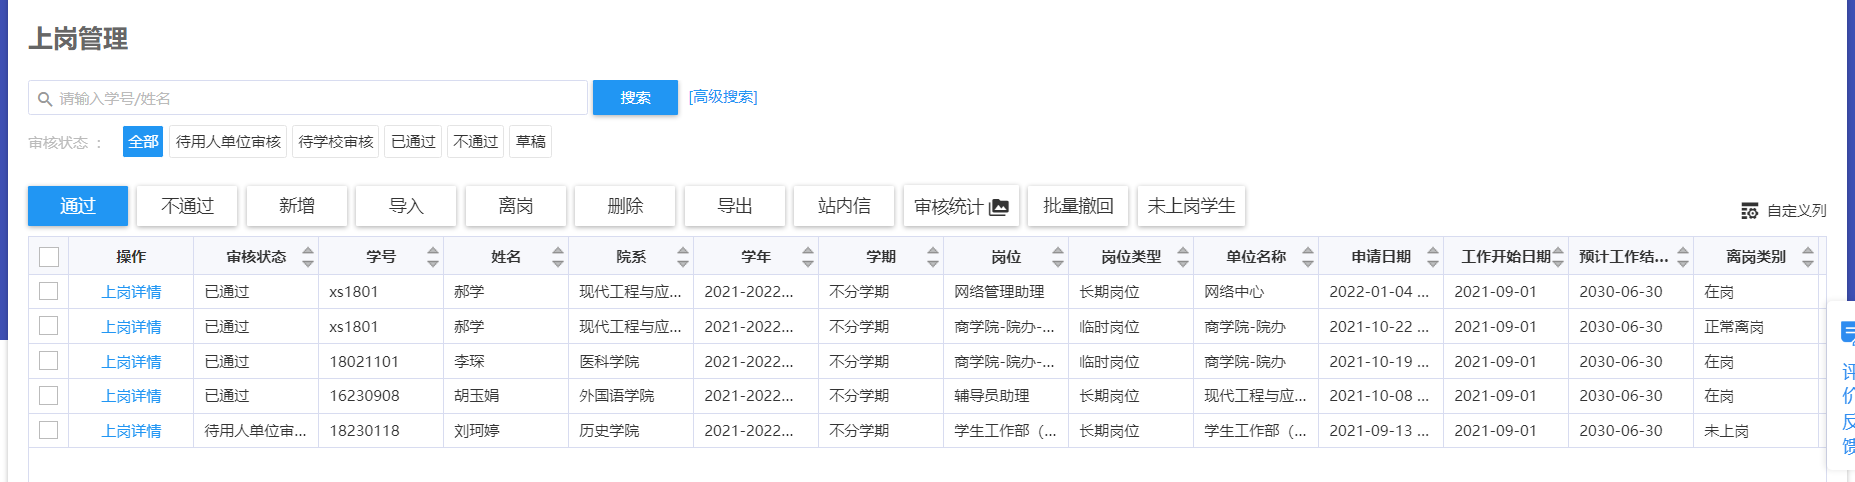 上岗管理
请输入学号/姓名 搜索 [高级搜索]
审核状态 ： 全部 待用人单位审核 待学校审核 已通过 不通过 草稿
通过 不通过 新增 导入 离岗 删除 导出 站内信 审核统计 批量撤回 未上岗学生 自定义列
操作 审核状态 学号 姓名 院系 学年 学期 岗位 岗位类型 单位名称 申请日期 工作开始日期 预计工作结... 离岗类别
上岗详情 已通过 xs1801 郝学 现代工程与应... 2021-2022... 不分学期 网络管理助理 长期岗位 网络中心 2022-01-04 ... 2021-09-01 2030-06-30 在岗
上岗详情 已通过 xs1801 郝学 现代工程与应... 2021-2022... 不分学期 商学院-院办-... 临时岗位 商学院-院办 2021-10-22 ... 2021-09-01 2030-06-30 正常离岗
上岗详情 已通过 18021101 李琛 医科学院 2021-2022... 不分学期 商学院-院办-... 临时岗位 商学院-院办 2021-10-19 ... 2021-09-01 2030-06-30 在岗
上岗详情 已通过 16230908 胡玉娟 外国语学院 2021-2022... 不分学期 辅导员助理 长期岗位 现代工程与应... 2021-10-08 ... 2021-09-01 2030-06-30 在岗
上岗详情 待用人单位审... 18230118 刘珂婷 历史学院 2021-2022... 不分学期 学生工作部（... 长期岗位 学生工作部（... 2021-09-13 ... 2021-09-01 2030-06-30 未上岗
评价反馈